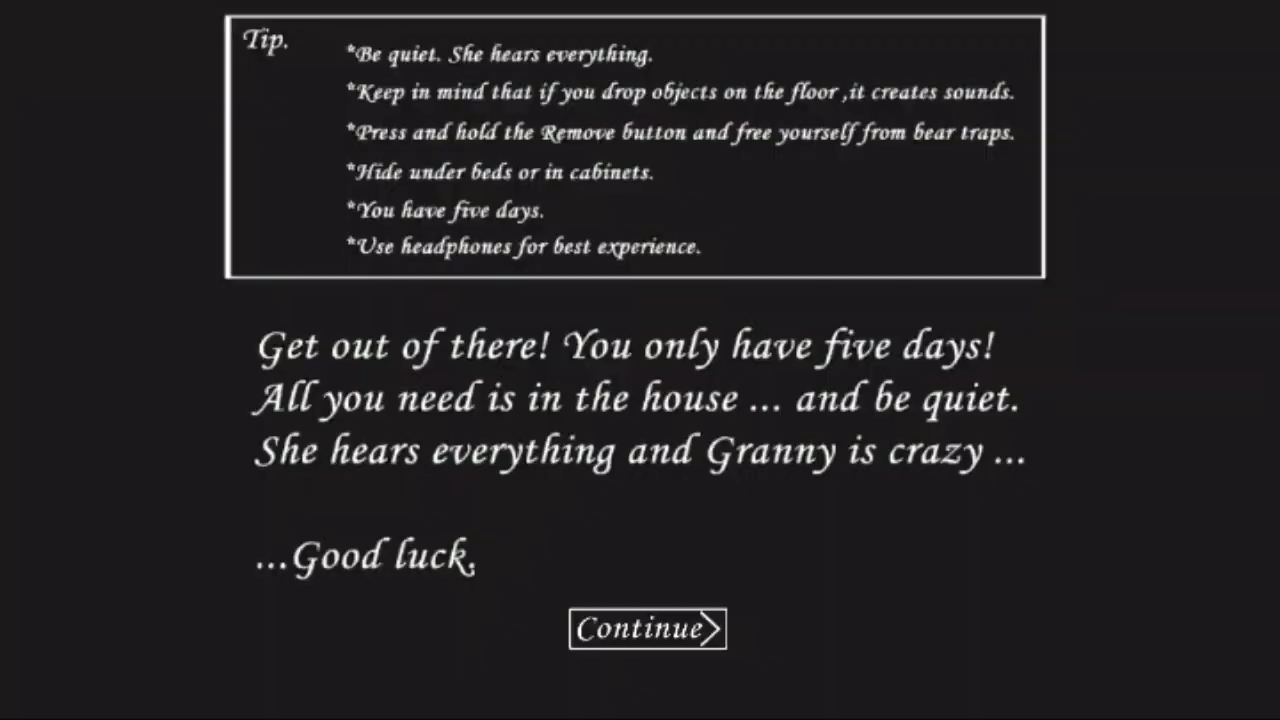 Tip.
*Be quiet. She hears everything.
*Keep in mind that if you drop objects on the floor ,it creates sounds.
*Press and hold the Remove button and free yourself from bear traps.
*Hide under beds or in cabinets.
*You have five days.
*Use headphones for best experience.
Get out of there! You only have five days!
All you need is in the house ... and be quiet.
She hears everything and Granny is crazy ...
...Good luck.
Continue